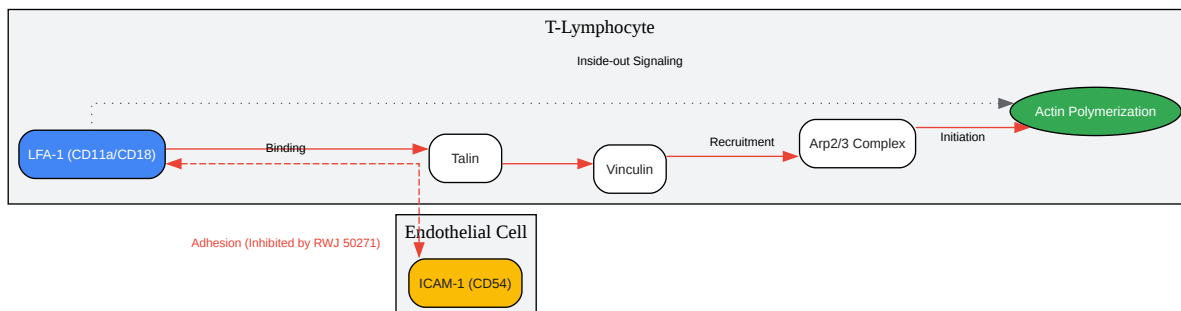 T-Lymphocyte
Inside-out Signaling
Actin Polymerization
LFA-1 (CD11a/CD18)
Binding
Talin
Vinculin
Recruitment
Arp2/3 Complex
Initiation
Endothelial Cell
Adhesion (Inhibited by RWJ 50271)
ICAM-1 (CD54)